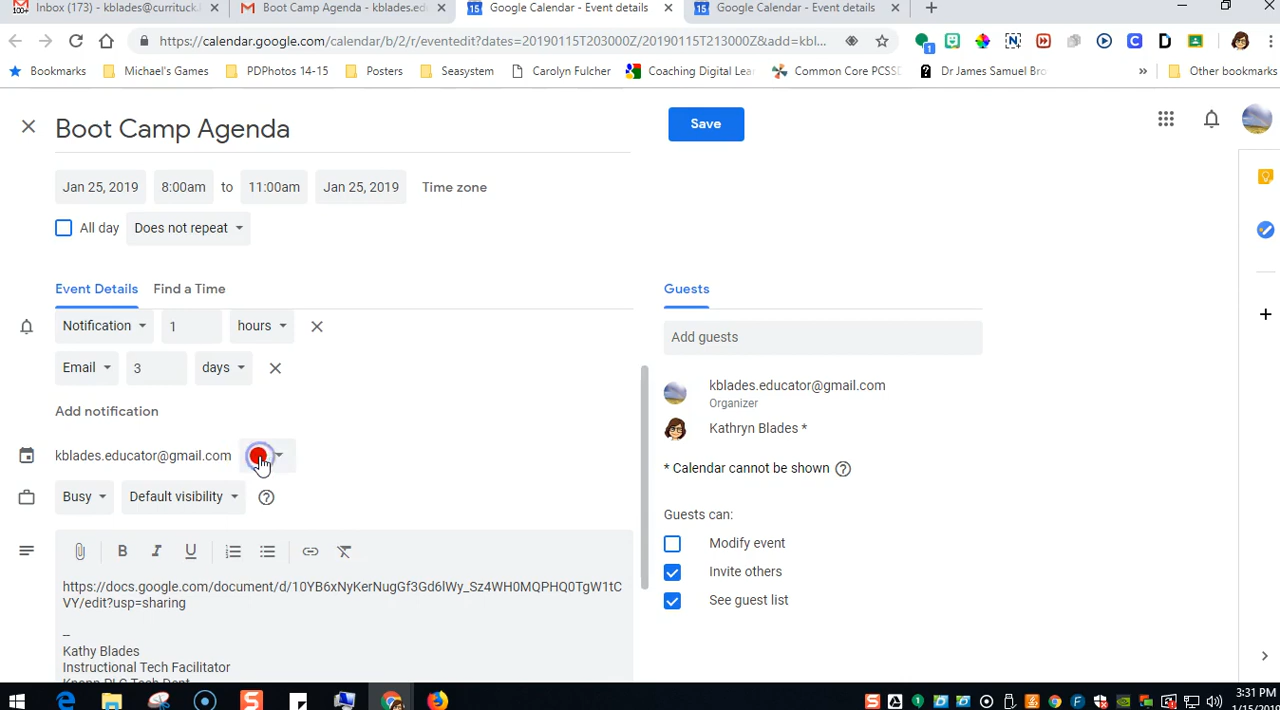 Inbox (173) - kblades@currituck.
Boot Camp Agenda - kblades.ed
Google Calendar - Event details
Google Calendar - Event details
https://calendar.google.com/calendar/b/2/r/eventedit?dates=20190115T203000Z/20190115T213000Z&add=kbl...
Bookmarks
Michael's Games
PDPhotos 14-15
Posters
Seasystem
Carolyn Fulcher
Coaching Digital Lea
Common Core PCSSD
Dr James Samuel Bro
»
Other bookmarks
Boot Camp Agenda
Save
Jan 25, 2019 8:00am to 11:00am Jan 25, 2019 Time zone
All day Does not repeat
Event Details Find a Time
Guests
Notification 1 hours
Add guests
Email 3 days
kblades.educator@gmail.com
Organizer
Add notification
Kathryn Blades *
kblades.educator@gmail.com
* Calendar cannot be shown
Busy Default visibility
Guests can:
Modify event
Invite others
See guest list
https://docs.google.com/document/d/10YB6xNyKerNugGf3Gd6lWy_Sz4WH0MQPHQ0TgW1tC
VY/edit?usp=sharing
--
Kathy Blades
Instructional Tech Facilitator
3:31 PM